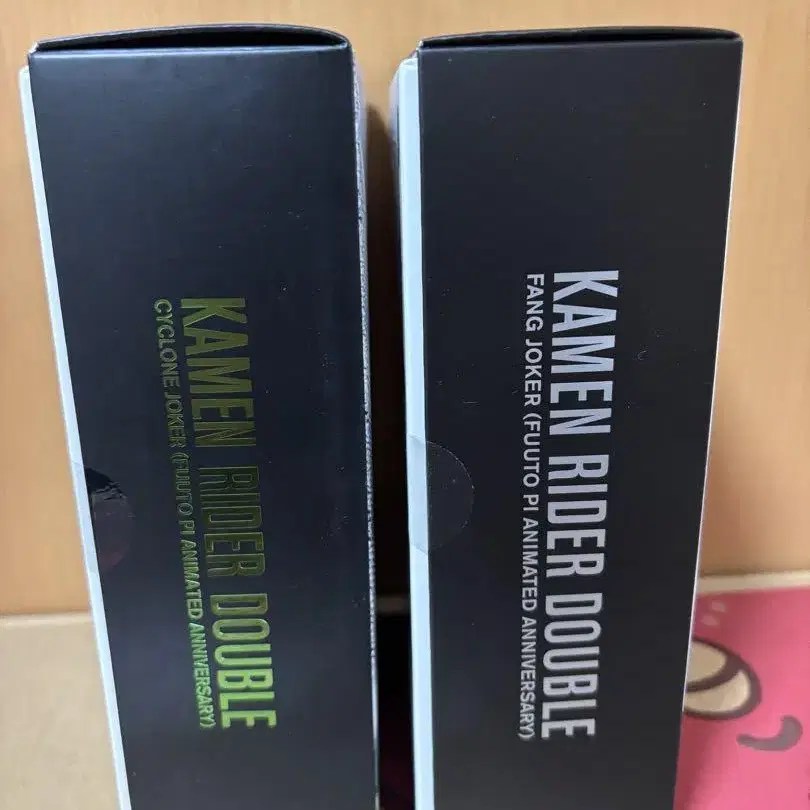 KAMEN RIDER DOUBLE
CYCLONE JOKER (FUUTO PI ANIMATED ANNIVERSARY)
KAMEN RIDER DOUBLE
FANG JOKER (FUUTO PI ANIMATED ANNIVERSARY)